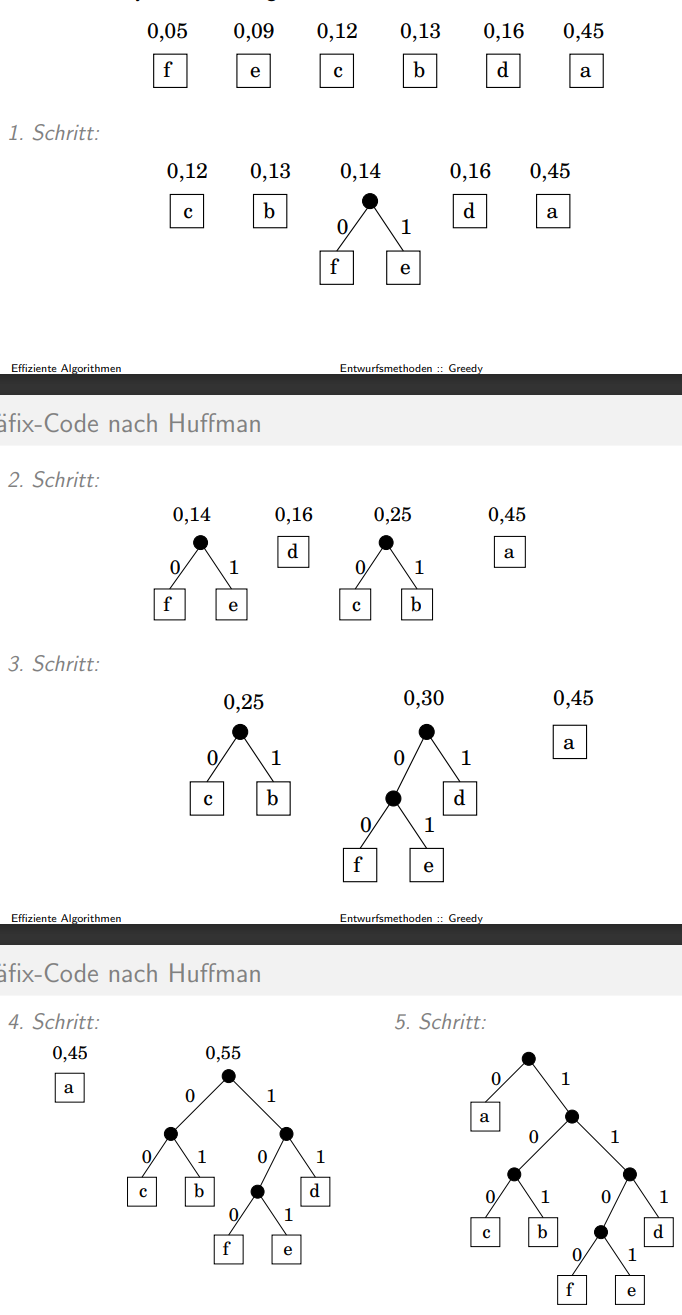 0,05 0,09 0,12 0,13 0,16 0,45
f e c b d a
1. Schritt:
0,12 0,13 0,14 0,16 0,45
c b d a
0 1
f e
Effiziente Algorithmen Entwurfsmethoden :: Greedy
äfix-Code nach Huffman
2. Schritt:
0,14 0,16 0,25 0,45
d a
0 1 0 1
f e c b
3. Schritt:
0,25 0,30 0,45
a
0 1 0 1
c b d
0 1
f e
Effiziente Algorithmen Entwurfsmethoden :: Greedy
äfix-Code nach Huffman
4. Schritt: 5. Schritt:
0,45 0,55
a
0 1
0 1 0 1
c b d
0 1
f e
0 1
a
0 1
0 1 0 1
c b d
0 1
f e